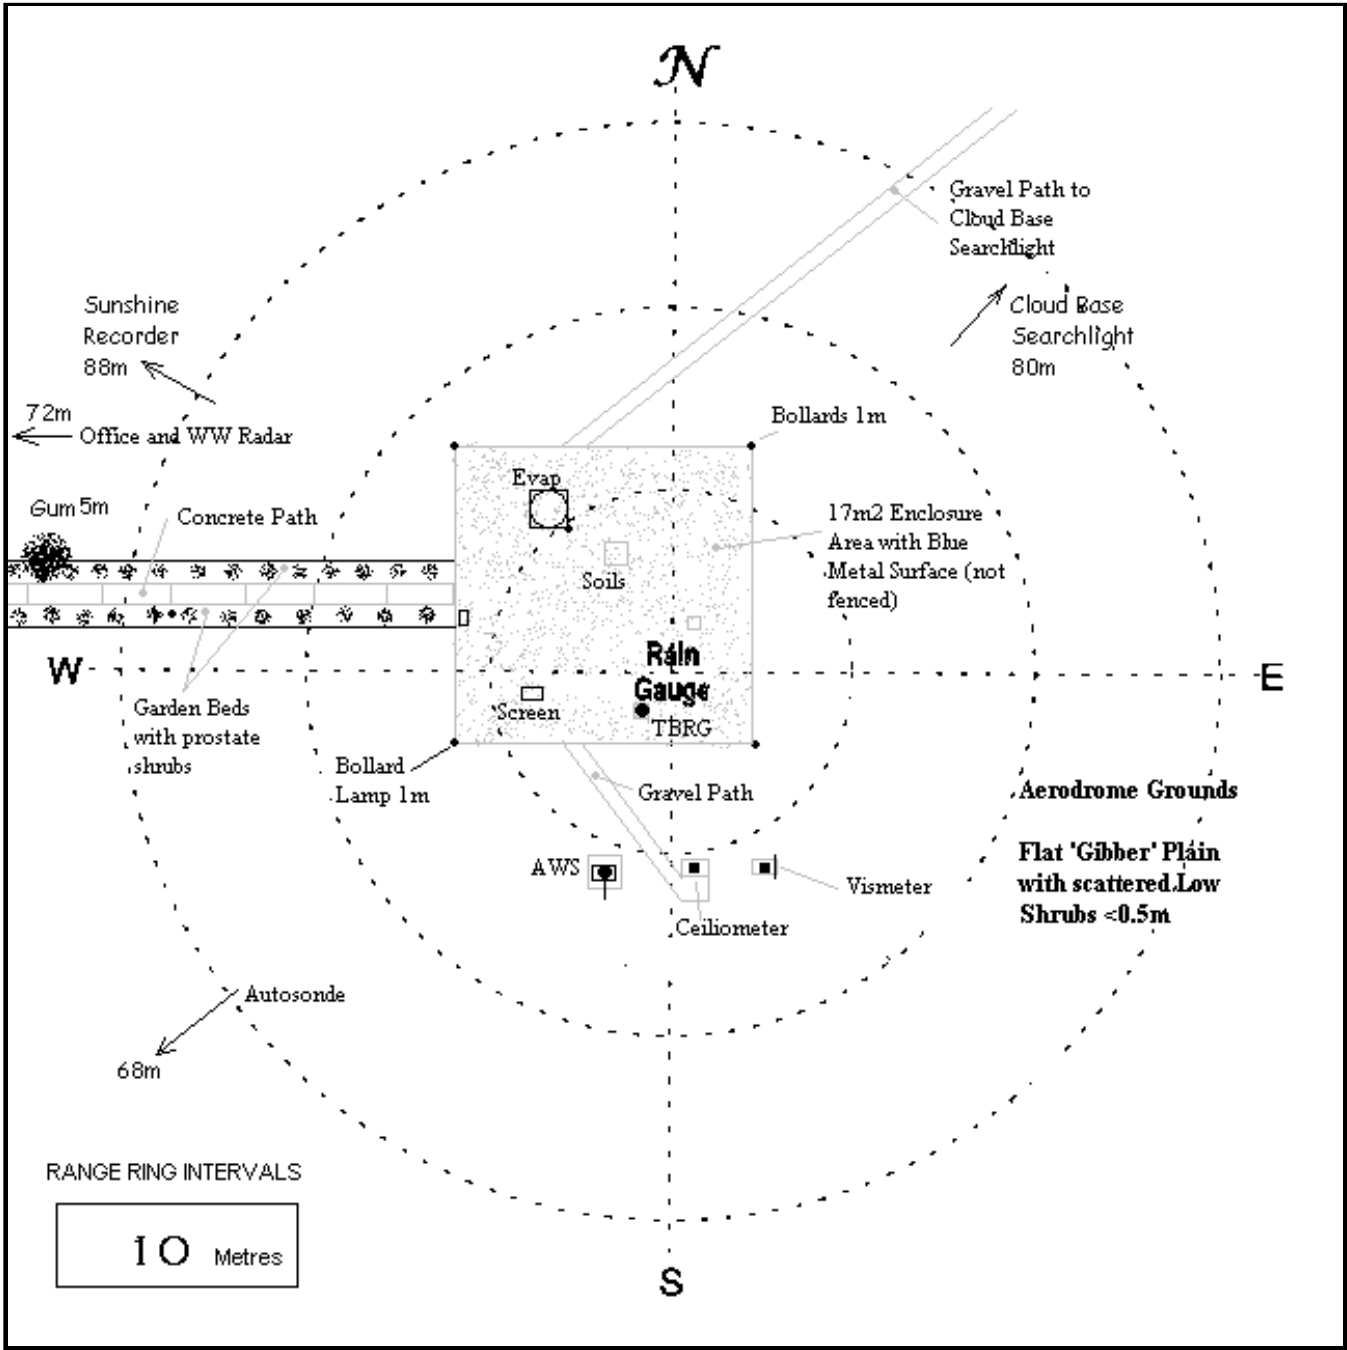 N
Gravel Path to
Cloud Base
Searchlight
Sunshine
Recorder
88m
Cloud Base
Searchlight
80m
72m
Office and WW Radar
Bollards 1m
Evap
Gum 5m
Concrete Path
17m2 Enclosure
Area with Blue
Metal Surface (not
fenced)
Soils
Rain
Gauge
W
E
Screen
TBRG
Garden Beds
with prostate
shrubs
Bollard
Lamp 1m
Gravel Path
Aerodrome Grounds
Flat 'Gibber' Plain
with scattered Low
Shrubs <0.5m
AWS
Vismeter
Ceiliometer
Autosonde
68m
RANGE RING INTERVALS
10 Metres
S